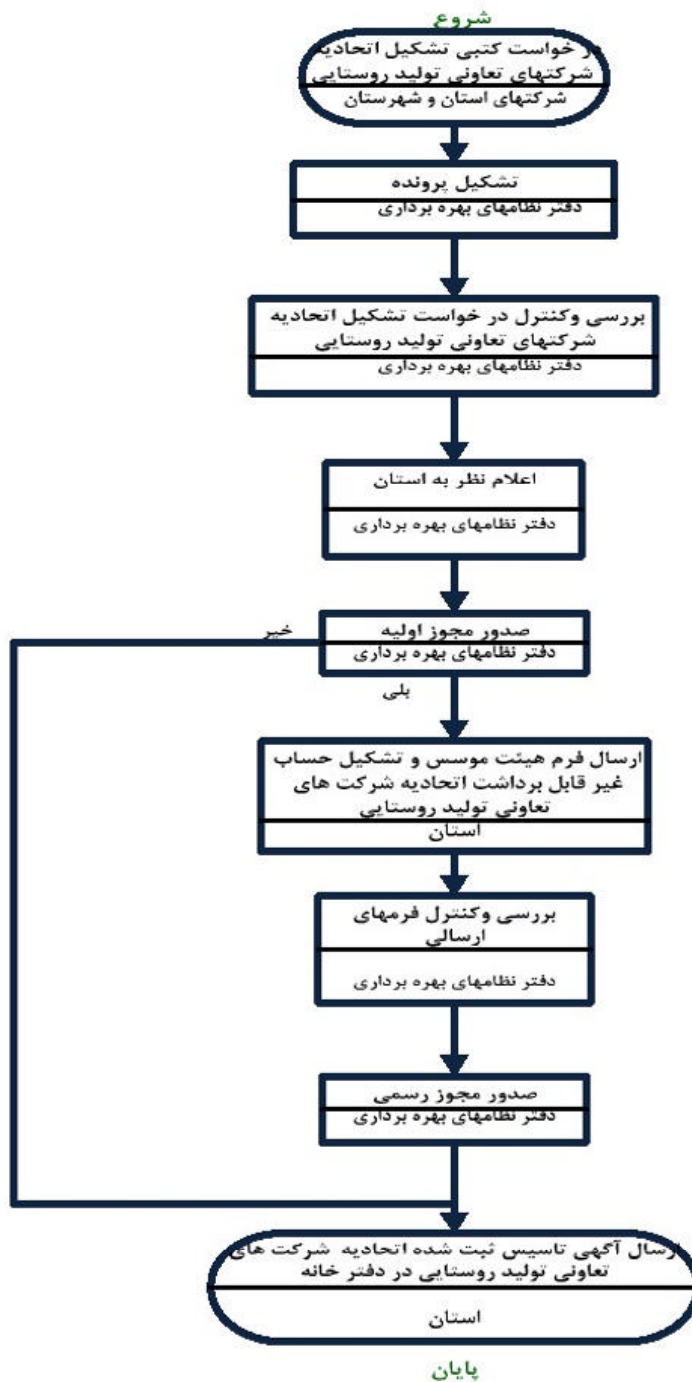 شروع
در خواست کتبی تشکیل اتحادیه
شرکتهای تعاونی تولید روستایی
شرکتهای استان و شهرستان
تشکیل پرونده
دفتر نظامهای بهره برداری
بررسی وکنترل در خواست تشکیل اتحادیه
شرکتهای تعاونی تولید روستایی
دفتر نظامهای بهره برداری
اعلام نظر به استان
دفتر نظامهای بهره برداری
صدور مجوز اولیه
خیر
دفتر نظامهای بهره برداری
بلی
ارسال فرم هیئت موسس و تشکیل حساب
غیر قابل برداشت اتحادیه شرکت های
تعاونی تولید روستایی
استان
بررسی وکنترل فرمهای
ارسالی
دفتر نظامهای بهره برداری
صدور مجوز رسمی
دفتر نظامهای بهره برداری
ارسال آگهی تاسیس ثبت شده اتحادیه شرکت های
تعاونی تولید روستایی در دفتر خانه
استان
پایان